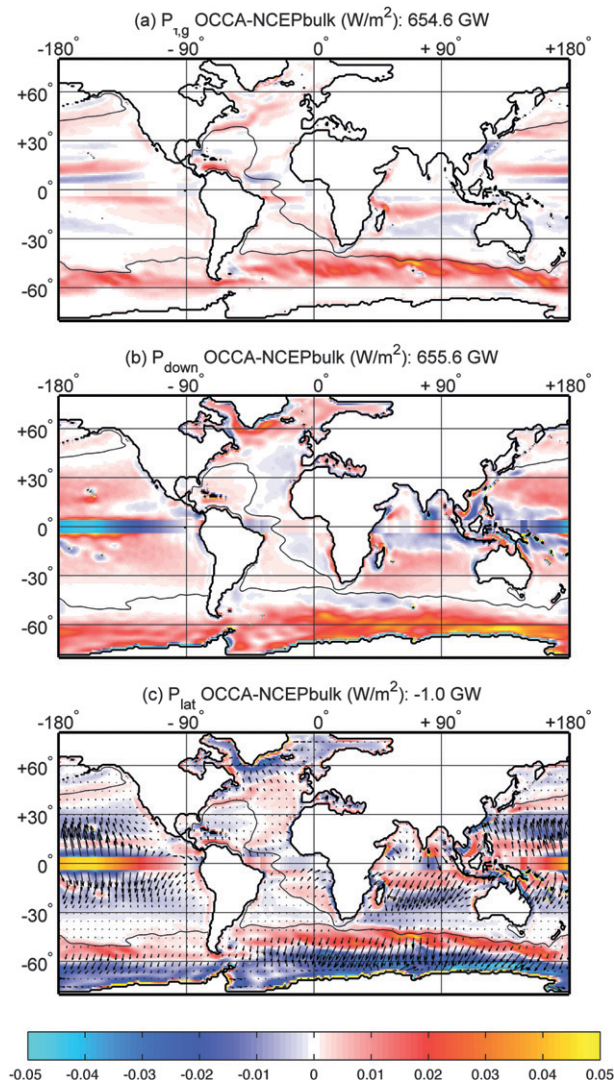 (a) P_τ,g OCCA-NCEPbulk (W/m²): 654.6 GW
-180° -90° 0° +90° +180°
+60°
+30°
0°
-30°
-60°
(b) P_down OCCA-NCEPbulk (W/m²): 655.6 GW
-180° -90° 0° +90° +180°
+60°
+30°
0°
-30°
-60°
(c) P_lat OCCA-NCEPbulk (W/m²): -1.0 GW
-180° -90° 0° +90° +180°
+60°
+30°
0°
-30°
-60°
-0.05 -0.04 -0.03 -0.02 -0.01 0 0.01 0.02 0.03 0.04 0.05